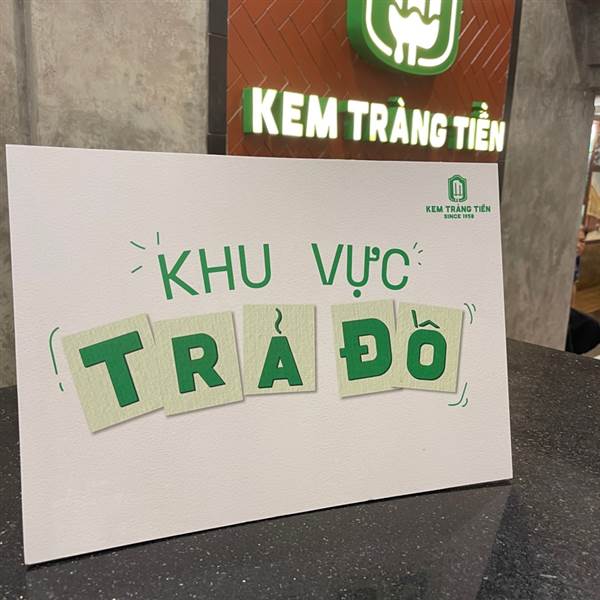 KEM TRÀNG TIỀN
KEM TRÀNG TIỀN
SINCE 1958
KHU VỰC
TRẢ ĐỒ